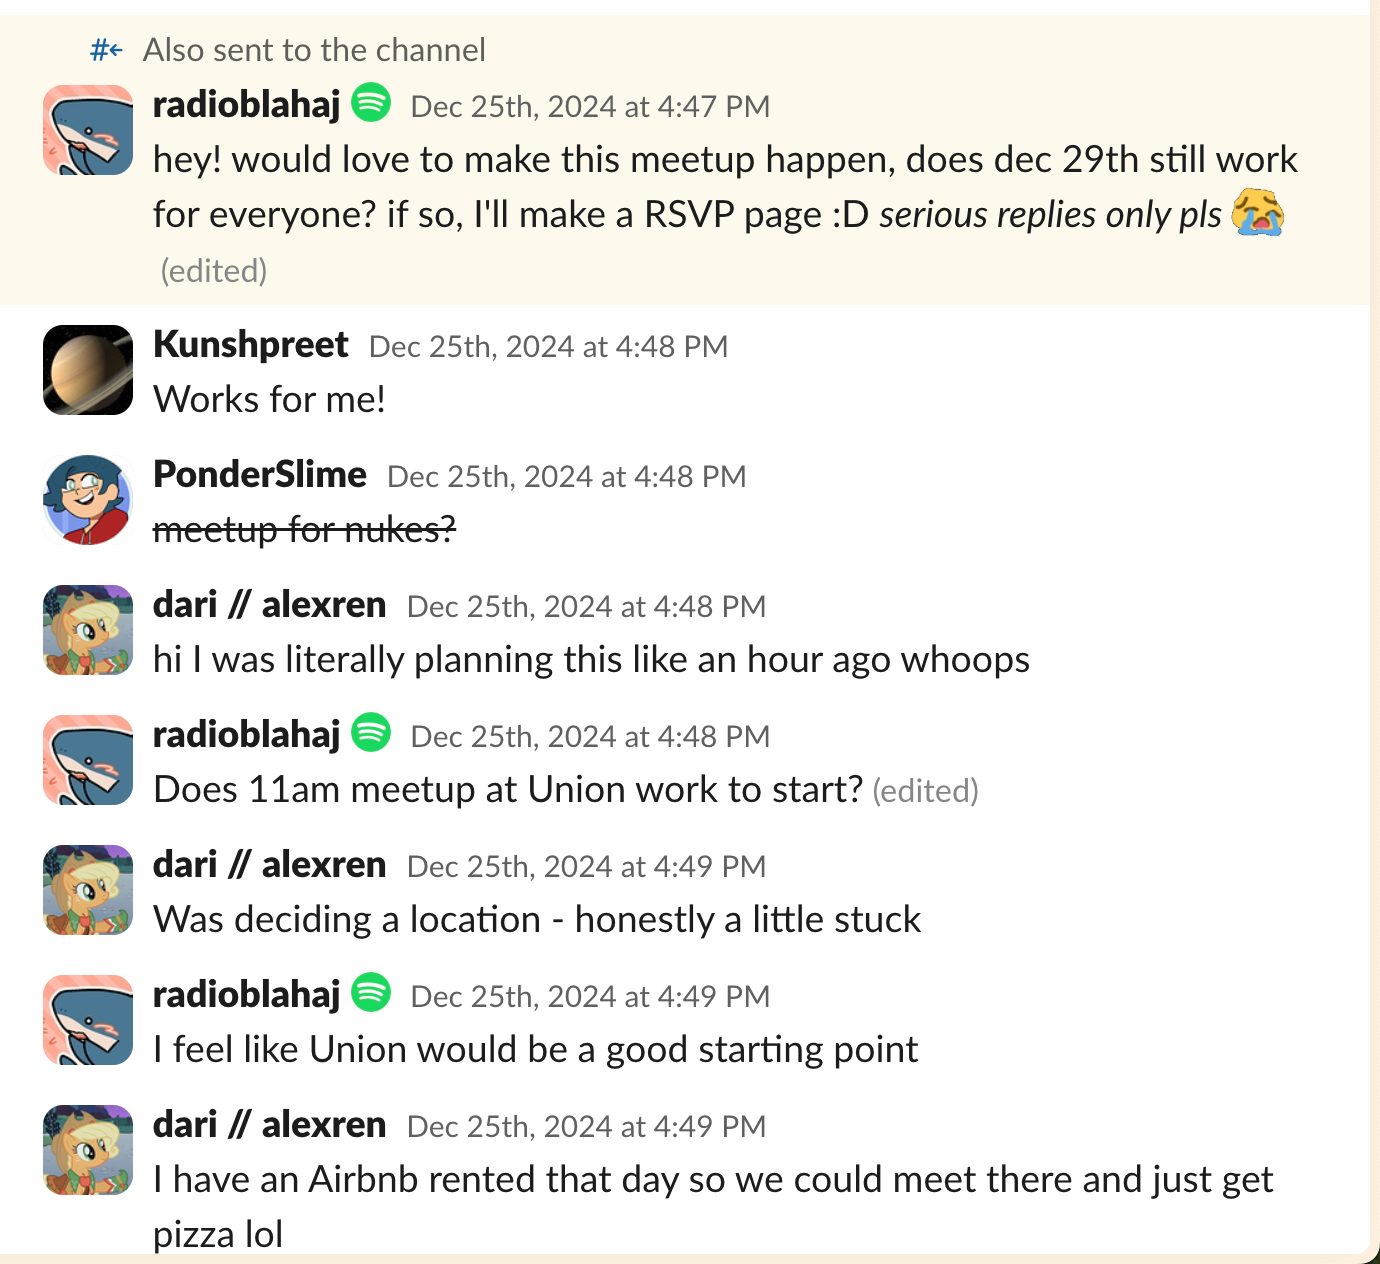 Also sent to the channel
radioblahaj Dec 25th, 2024 at 4:47 PM
hey! would love to make this meetup happen, does dec 29th still work
for everyone? if so, I'll make a RSVP page :D serious replies only pls 😭
(edited)
Kunshpreet Dec 25th, 2024 at 4:48 PM
Works for me!
PonderSlime Dec 25th, 2024 at 4:48 PM
meetup for nukes?
dari // alexren Dec 25th, 2024 at 4:48 PM
hi I was literally planning this like an hour ago whoops
radioblahaj Dec 25th, 2024 at 4:48 PM
Does 11am meetup at Union work to start? (edited)
dari // alexren Dec 25th, 2024 at 4:49 PM
Was deciding a location - honestly a little stuck
radioblahaj Dec 25th, 2024 at 4:49 PM
I feel like Union would be a good starting point
dari // alexren Dec 25th, 2024 at 4:49 PM
I have an Airbnb rented that day so we could meet there and just get
pizza lol